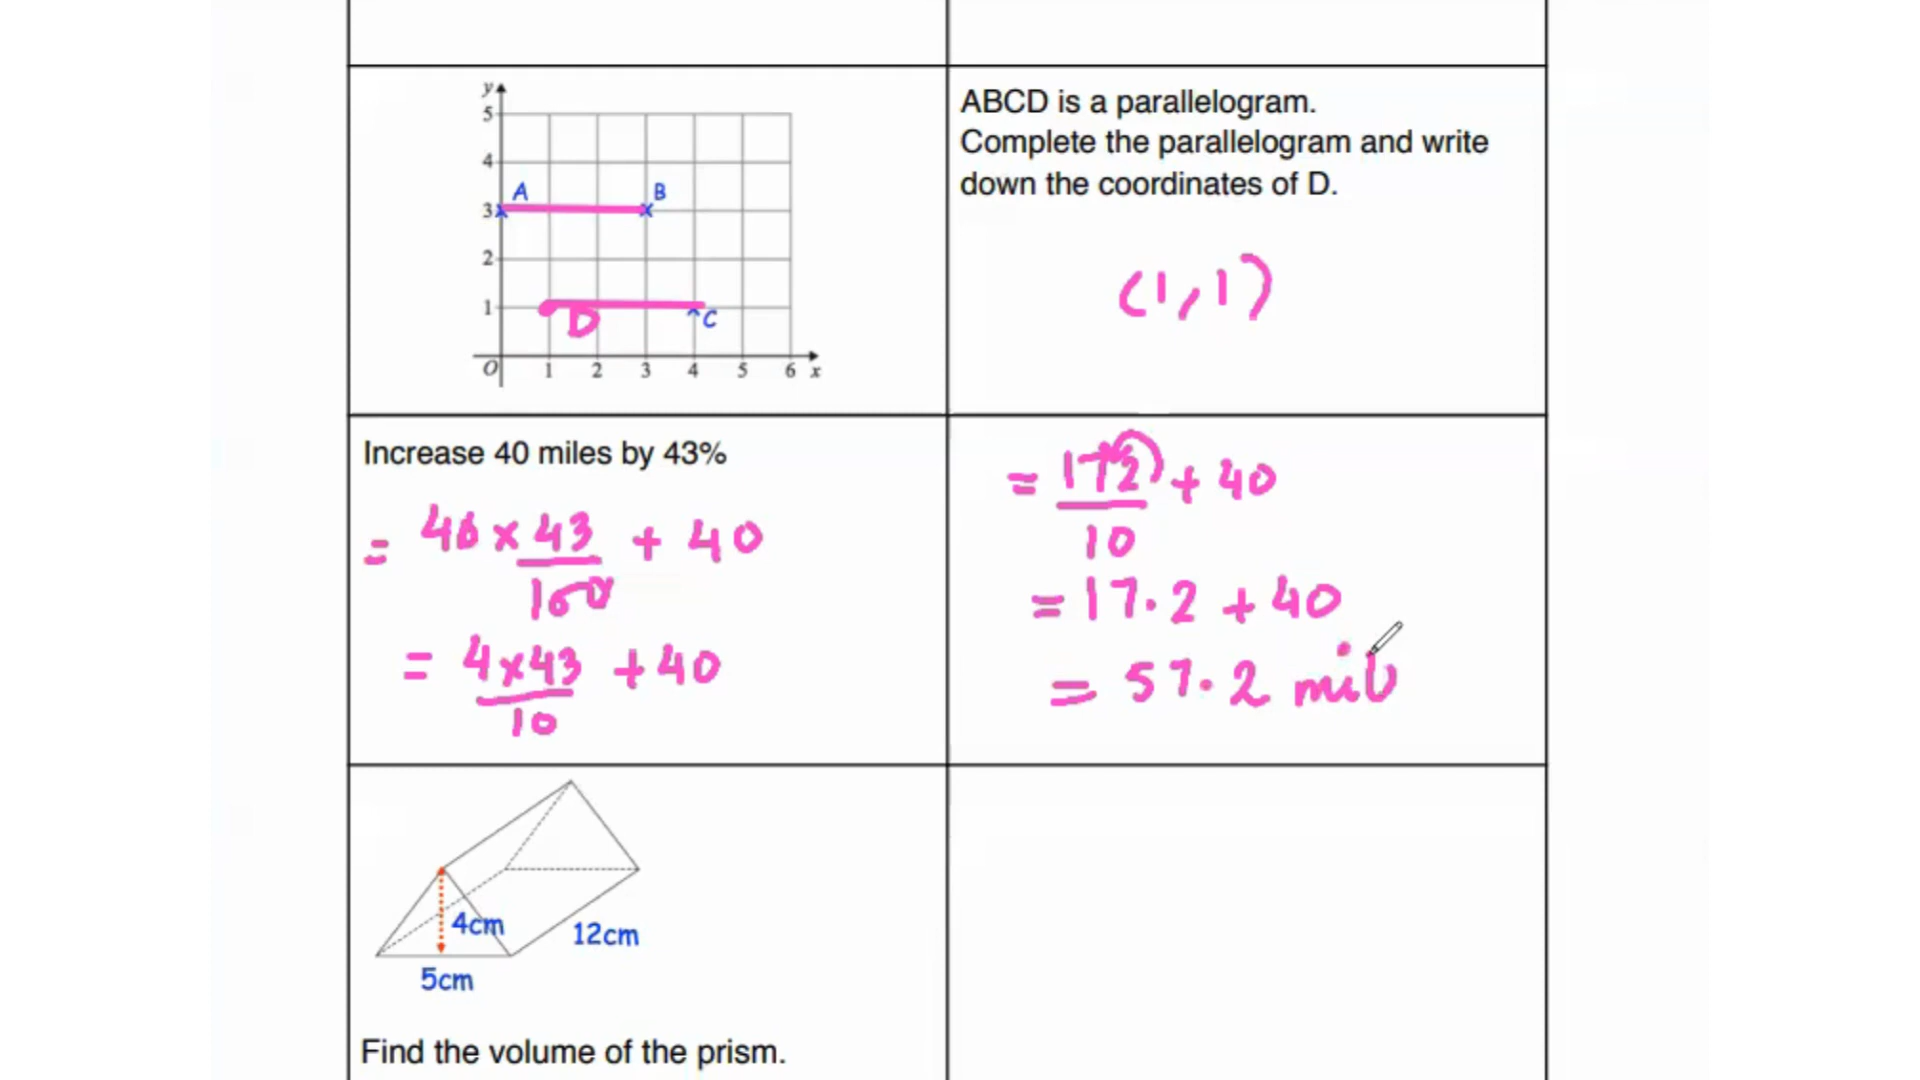 y
5
4
3
2
1
O 1 2 3 4 5 6 x
A B
D C
ABCD is a parallelogram.
Complete the parallelogram and write
down the coordinates of D.
(1,1)
Increase 40 miles by 43%
= 40 × 43 + 40
100
= 4×43 + 40
10
= 172 + 40
10
= 17.2 + 40
= 57.2
4cm
12cm
5cm
Find the volume of the prism.